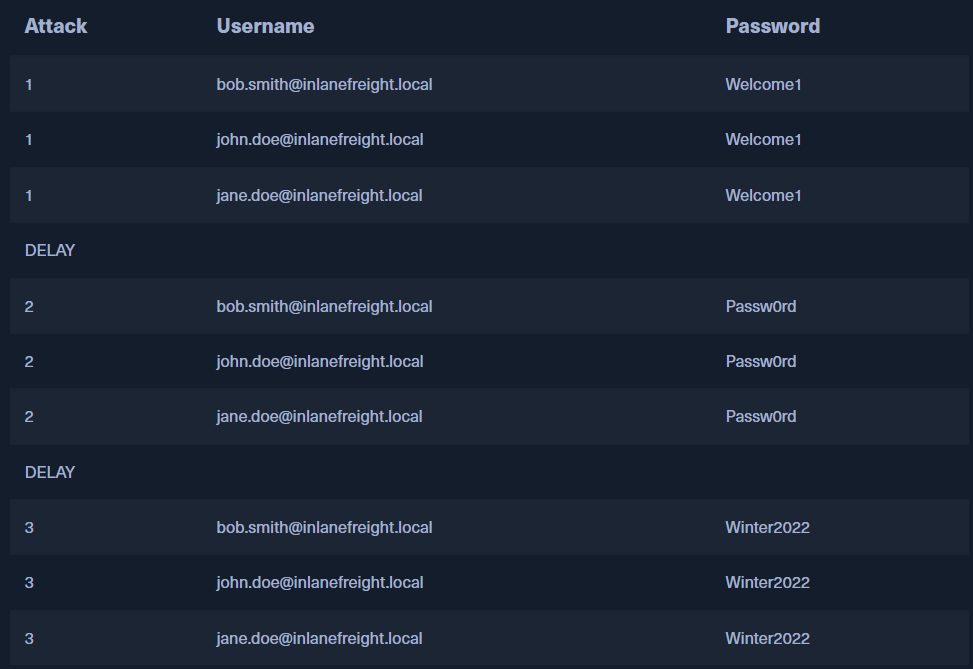 Attack Username Password
1 bob.smith@inlanefreight.local Welcome1
1 john.doe@inlanefreight.local Welcome1
1 jane.doe@inlanefreight.local Welcome1
DELAY
2 bob.smith@inlanefreight.local Passw0rd
2 john.doe@inlanefreight.local Passw0rd
2 jane.doe@inlanefreight.local Passw0rd
DELAY
3 bob.smith@inlanefreight.local Winter2022
3 john.doe@inlanefreight.local Winter2022
3 jane.doe@inlanefreight.local Winter2022